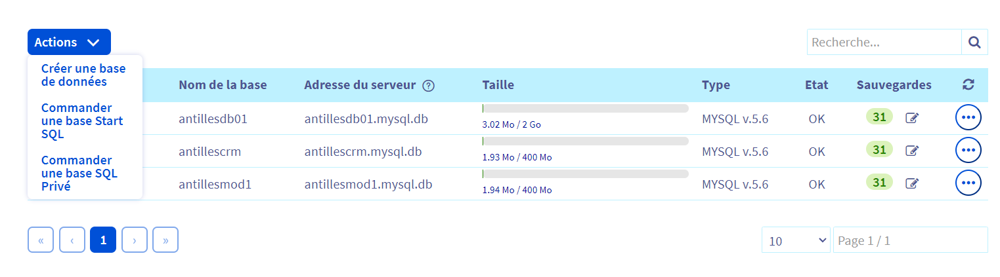 Actions
Recherche...
Créer une base
de données
Commander
une base Start
SQL
Commander
une base SQL
Privé
Nom de la base Adresse du serveur ? Taille Type Etat Sauvegardes
antillesdb01 antillesdb01.mysql.db 3.02 Mo / 2 Go MYSQL v.5.6 OK 31
antillescrm antillescrm.mysql.db 1.93 Mo / 400 Mo MYSQL v.5.6 OK 31
antillesmod1 antillesmod1.mysql.db 1.94 Mo / 400 Mo MYSQL v.5.6 OK 31
« ‹ 1 › » 10 Page 1 / 1